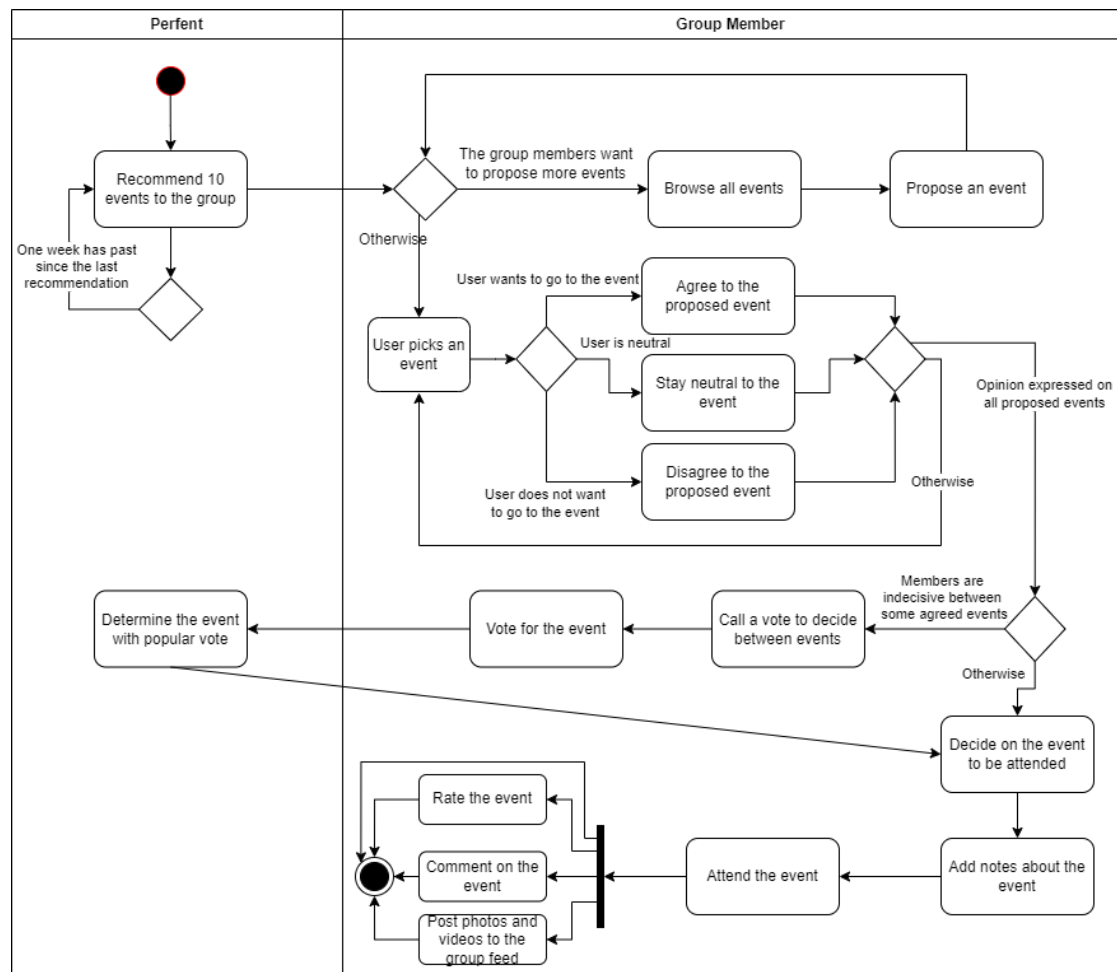 Perfent
Group Member
The group members want
to propose more events
Recommend 10
events to the group
Browse all events
Propose an event
Otherwise
One week has past
since the last
recommendation
User wants to go to the event
Agree to the
proposed event
User picks an
event
User is neutral
Stay neutral to the
event
Opinion expressed on
all proposed events
Disagree to the
proposed event
Otherwise
User does not want
to go to the event
Members are
indecisive between
some agreed events
Determine the event
with popular vote
Vote for the event
Call a vote to decide
between events
Otherwise
Decide on the event
to be attended
Rate the event
Comment on the
event
Attend the event
Add notes about the
event
Post photos and
videos to the
group feed